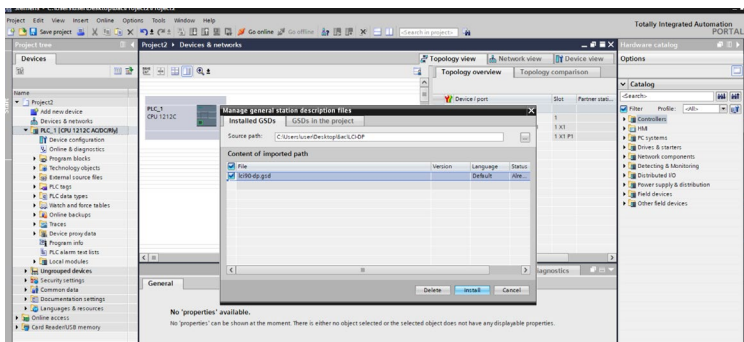 Siemens - C:\Users\user\Desktop\Project2\Project2
Project Edit View Insert Online Options Tools Window Help
Totally Integrated Automation
PORTAL
Save project Go online Go offline <Search in project>
Project tree
Project2 ▸ Devices & networks
Hardware catalog
Devices
Topology view Network view Device view
Options
Topology overview Topology comparison
Name
Project2
Add new device
Devices & networks
PLC_1 [CPU 1212C AC/DC/Rly]
Device configuration
Online & diagnostics
Program blocks
Technology objects
External source files
PLC tags
PLC data types
Watch and force tables
Online backups
Traces
Device proxy data
Program info
PLC alarm text lists
Local modules
Ungrouped devices
Security settings
Common data
Documentation settings
Languages & resources
Online access
Card Reader/USB memory
PLC_1
CPU 1212C
Device / port Slot Partner stati...
1
1 X1
1 X1 P1
Manage general station description files
Installed GSDs GSDs in the project
Source path: C:\Users\user\Desktop\Bac\LCI-DP
Content of imported path
File Version Language Status
lci90-dp.gsd Default Alre...
Delete Install Cancel
General
iagnostics
No 'properties' available.
No 'properties' can be shown at the moment. There is either no object selected or the selected object does not have any displayable properties.
Catalog
<Search>
Filter Profile: <All>
Controllers
HMI
PC systems
Drives & starters
Network components
Detecting & Monitoring
Distributed I/O
Power supply & distribution
Field devices
Other field devices